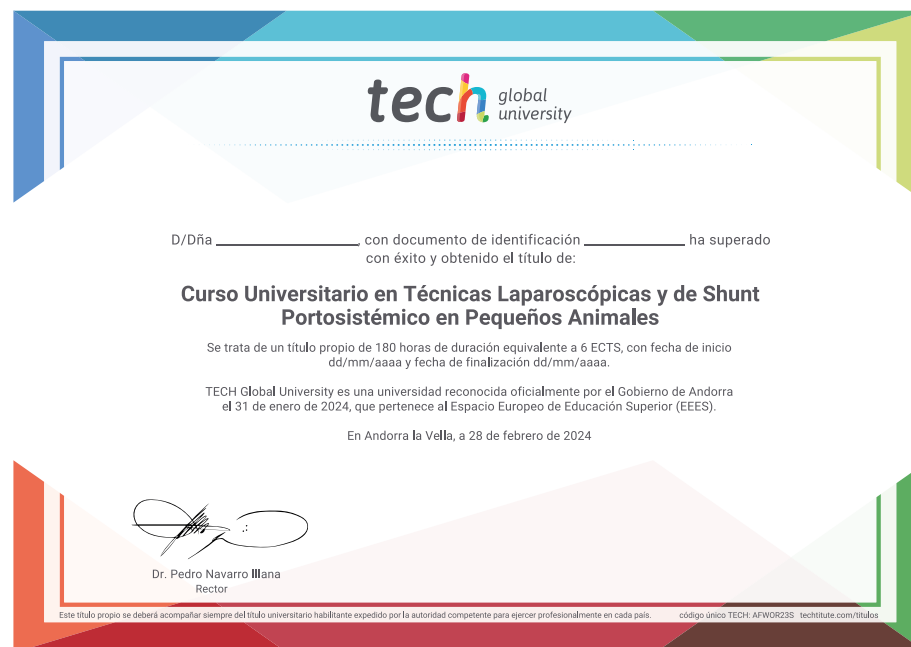 tech global university
D/Dña ____________________, con documento de identificación ______________ ha superado
con éxito y obtenido el título de:
Curso Universitario en Técnicas Laparoscópicas y de Shunt
Portosistémico en Pequeños Animales
Se trata de un título propio de 180 horas de duración equivalente a 6 ECTS, con fecha de inicio
dd/mm/aaaa y fecha de finalización dd/mm/aaaa.
TECH Global University es una universidad reconocida oficialmente por el Gobierno de Andorra
el 31 de enero de 2024, que pertenece al Espacio Europeo de Educación Superior (EEES).
En Andorra la Vella, a 28 de febrero de 2024
Dr. Pedro Navarro Illana
Rector
Este título propio se deberá acompañar siempre del título universitario habilitante expedido por la autoridad competente para ejercer profesionalmente en cada país. código único TECH: AFWOR23S techtitute.com/titulos